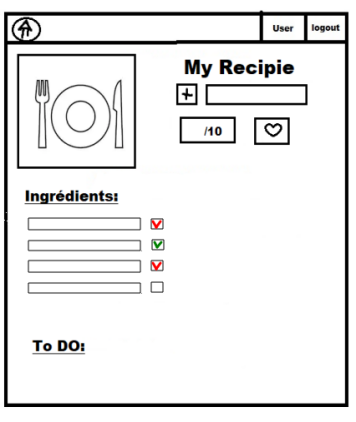 User logout
My Recipie
/10
Ingrédients:
To DO: